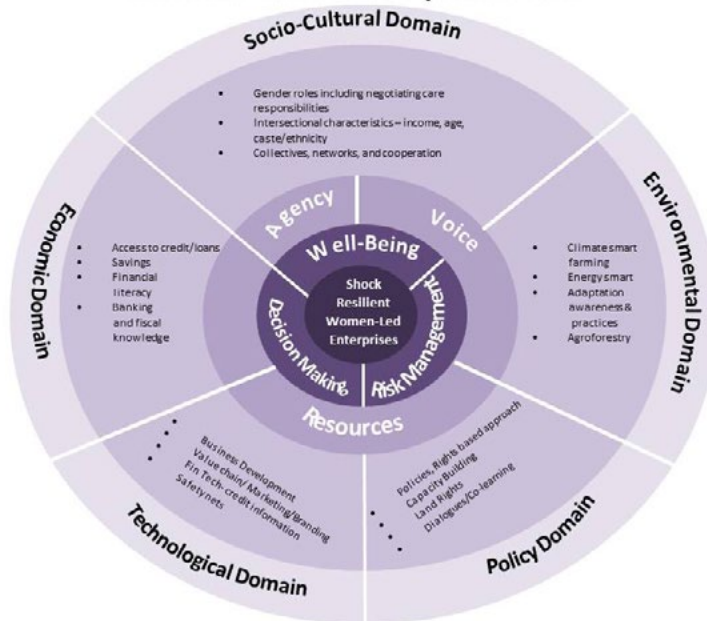 Socio-Cultural Domain
Gender roles including negotiating care
responsibilities
Intersectional characteristics – income, age,
caste/ethnicity
Collectives, networks, and cooperation
Economic Domain
Access to credit/loans
Savings
Financial
literacy
Banking
and fiscal
knowledge
Agency
Voice
Well-Being
Decision Making
Risk Management
Shock
Resilient
Women-Led
Enterprises
Resources
Environmental Domain
Climate smart
farming
Energy smart
Adaptation
awareness &
practices
Agroforestry
Technological Domain
Business Development
Value chain/ Marketing/Branding
Fin Tech- credit information
Safety nets
Policy Domain
Policies, Rights based approach
Capacity Building
Land Rights
Dialogues/Co-learning